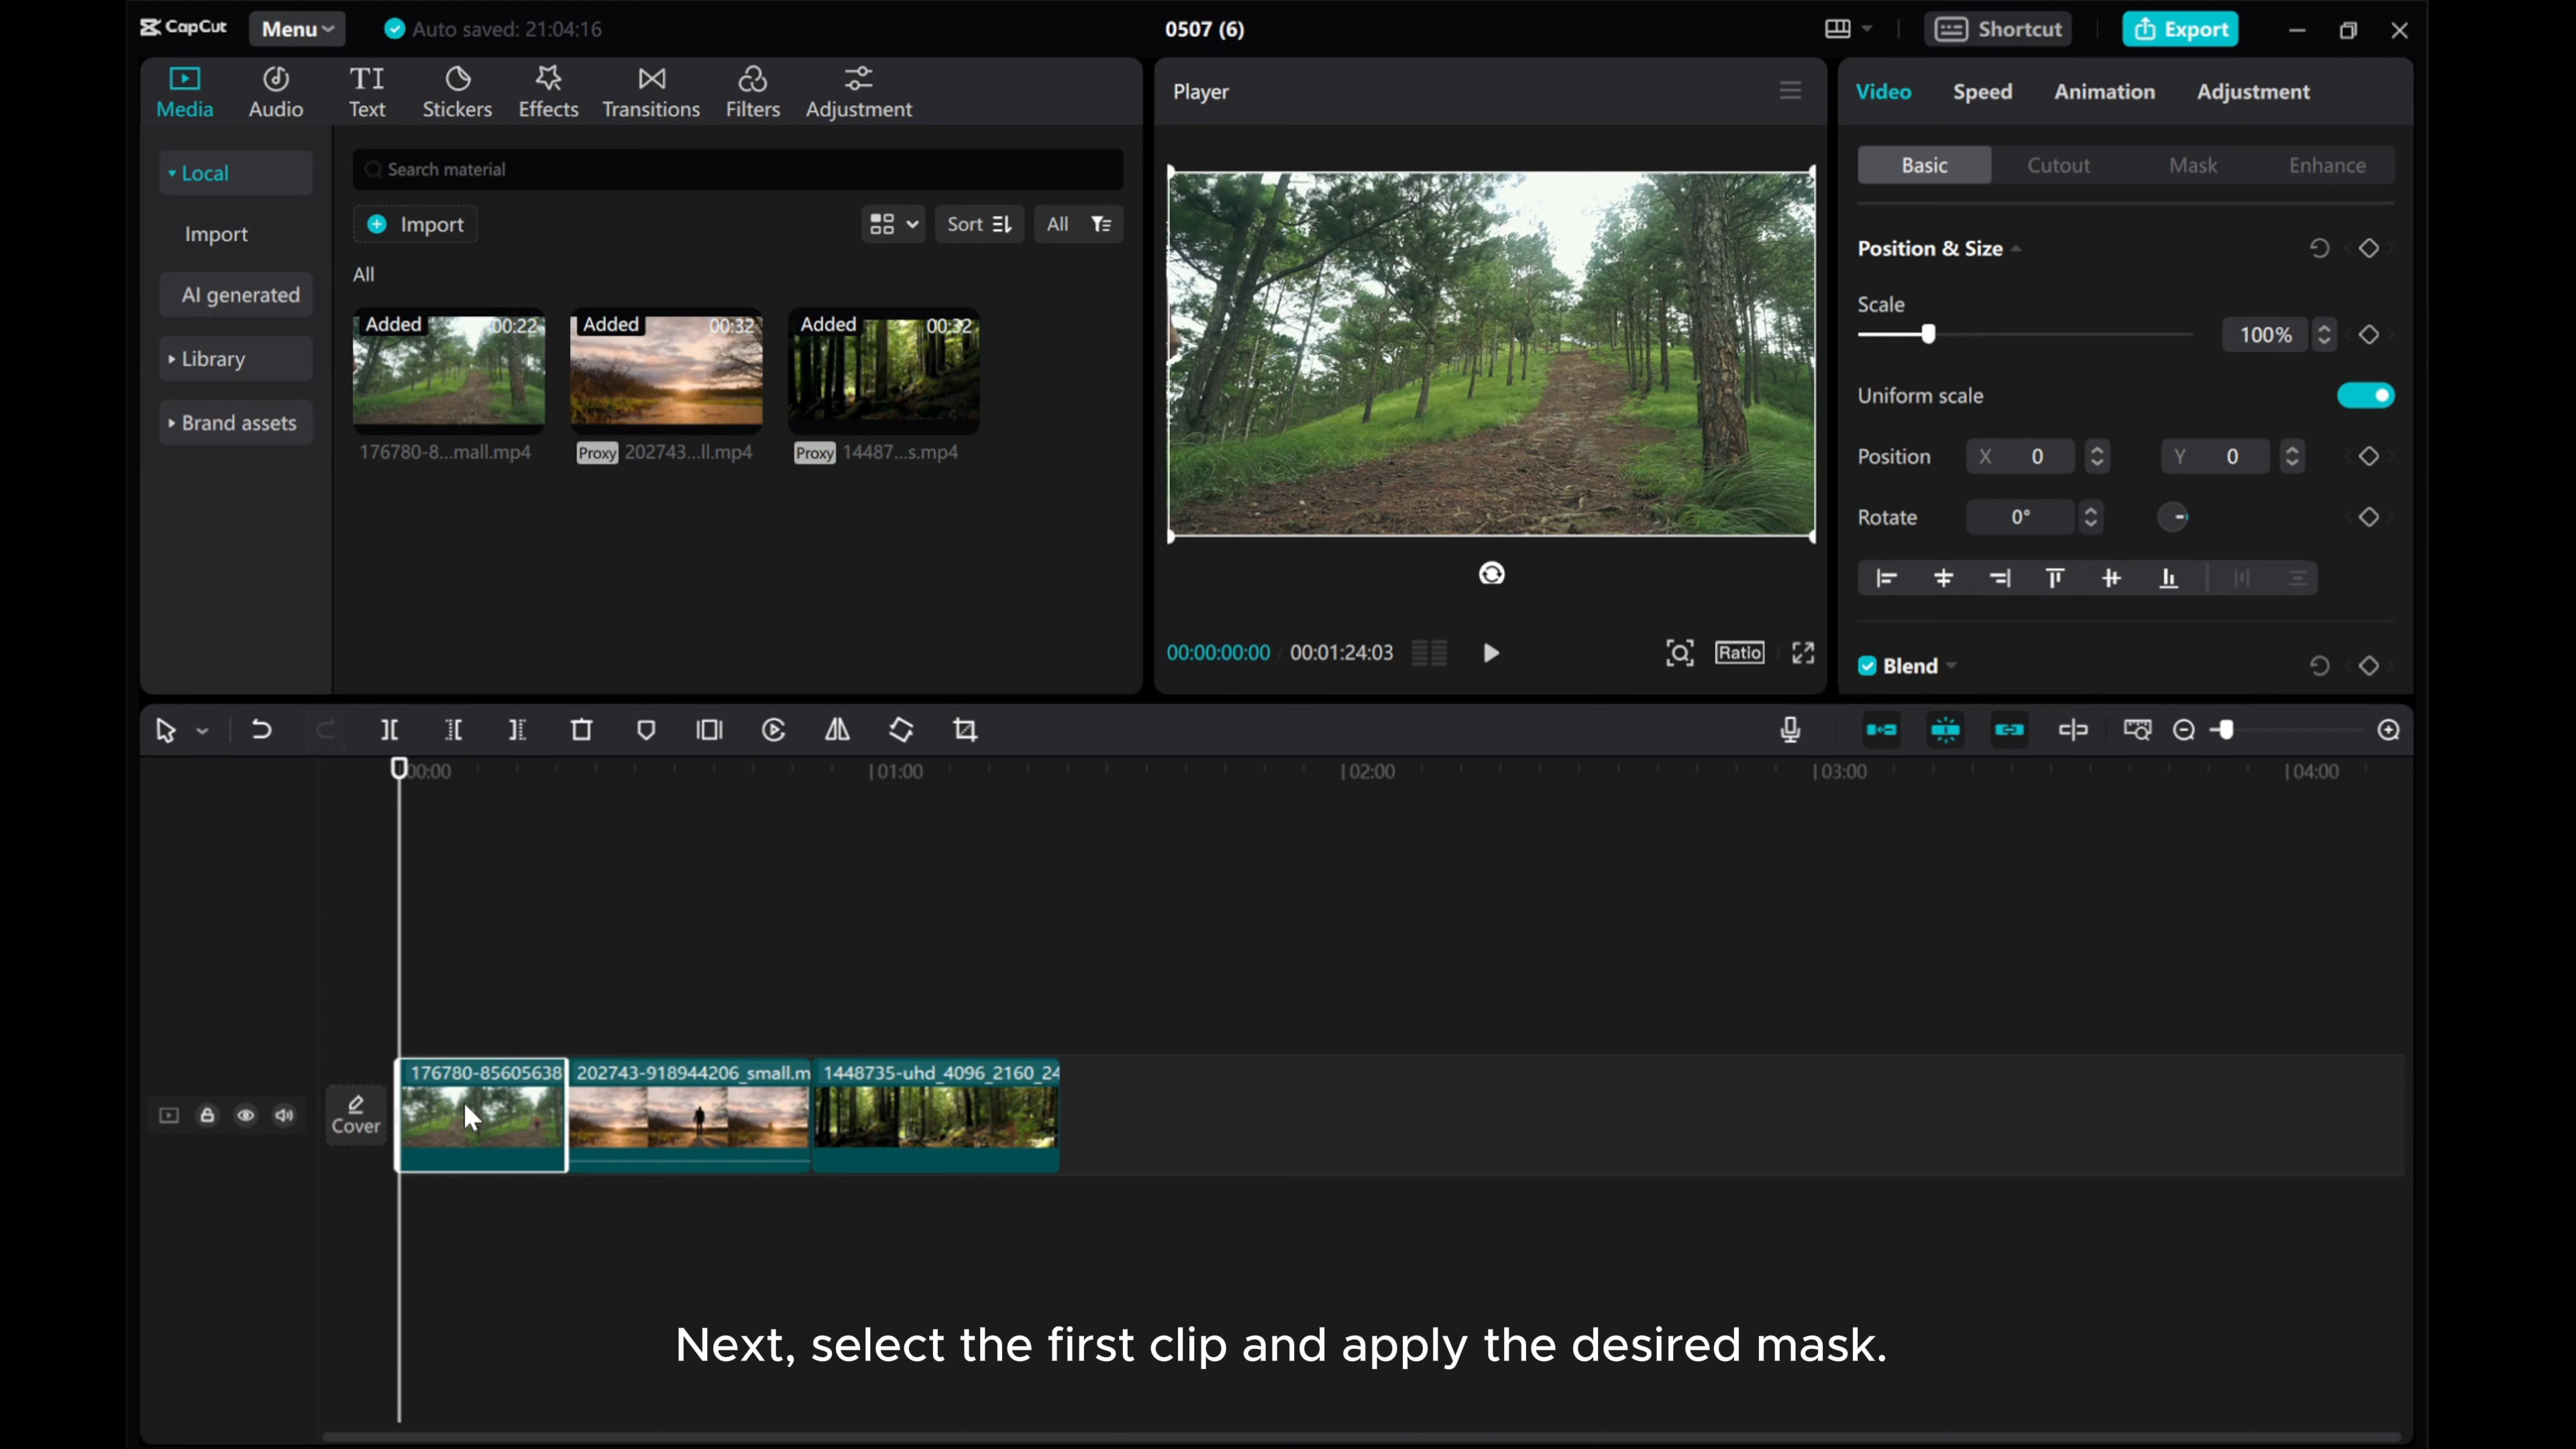 CapCut
Menu
Auto saved: 21:04:16
0507 (6)
Shortcut
Export
Media
Audio
TI
Text
Stickers
Effects
Transitions
Filters
Adjustment
Local
Import
AI generated
Library
Brand assets
Search material
Import
Sort
All
All
Added
00:22
176780-8...mall.mp4
Added
00:32
Proxy
202743...ll.mp4
Added
00:32
Proxy
14487...s.mp4
Player
00:00:00:00
00:01:24:03
Ratio
Video
Speed
Animation
Adjustment
Basic
Cutout
Mask
Enhance
Position & Size
Scale
100%
Uniform scale
Position
X 0
Y 0
Rotate
0°
Blend
00:00
01:00
02:00
03:00
04:00
Cover
176780-85605638
202743-918944206_small.m
1448735-uhd_4096_2160_24
Next, select the first clip and apply the desired mask.